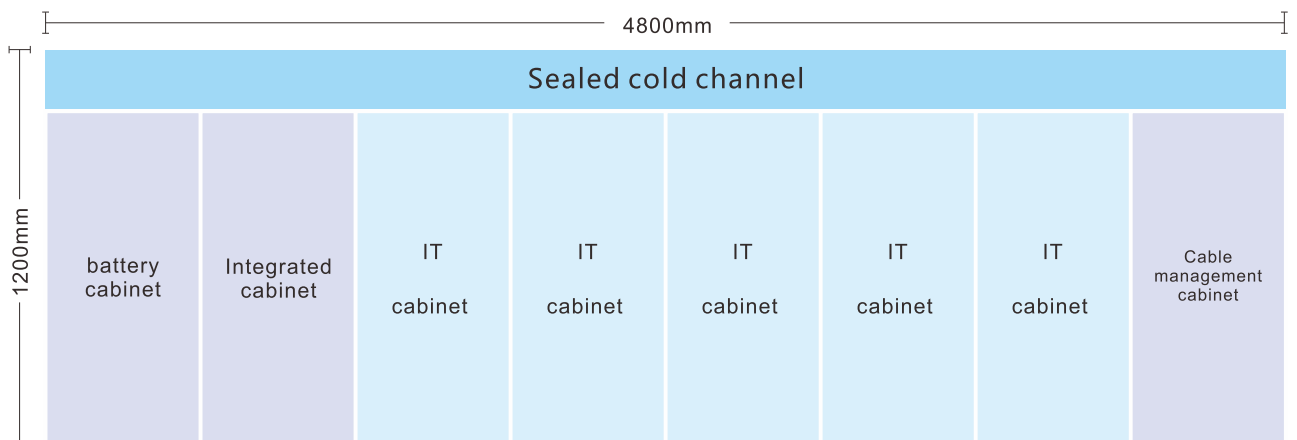 4800mm
Sealed cold channel
1200mm
battery
cabinet
Integrated
cabinet
IT
cabinet
IT
cabinet
IT
cabinet
IT
cabinet
IT
cabinet
Cable
management
cabinet